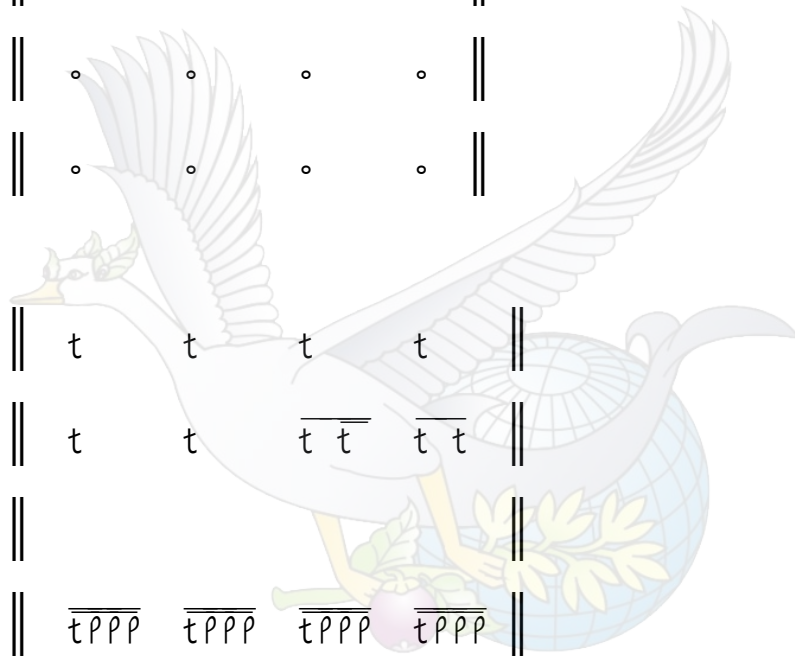 ‖ ∘ ∘ ∘ ∘ ‖
‖ ∘ ∘ ∘ ∘ ‖
‖ t t t t ‖
‖ t t t t t t ‖
‖ ‖
‖ tρρρ tρρρ tρρρ tρρρ ‖